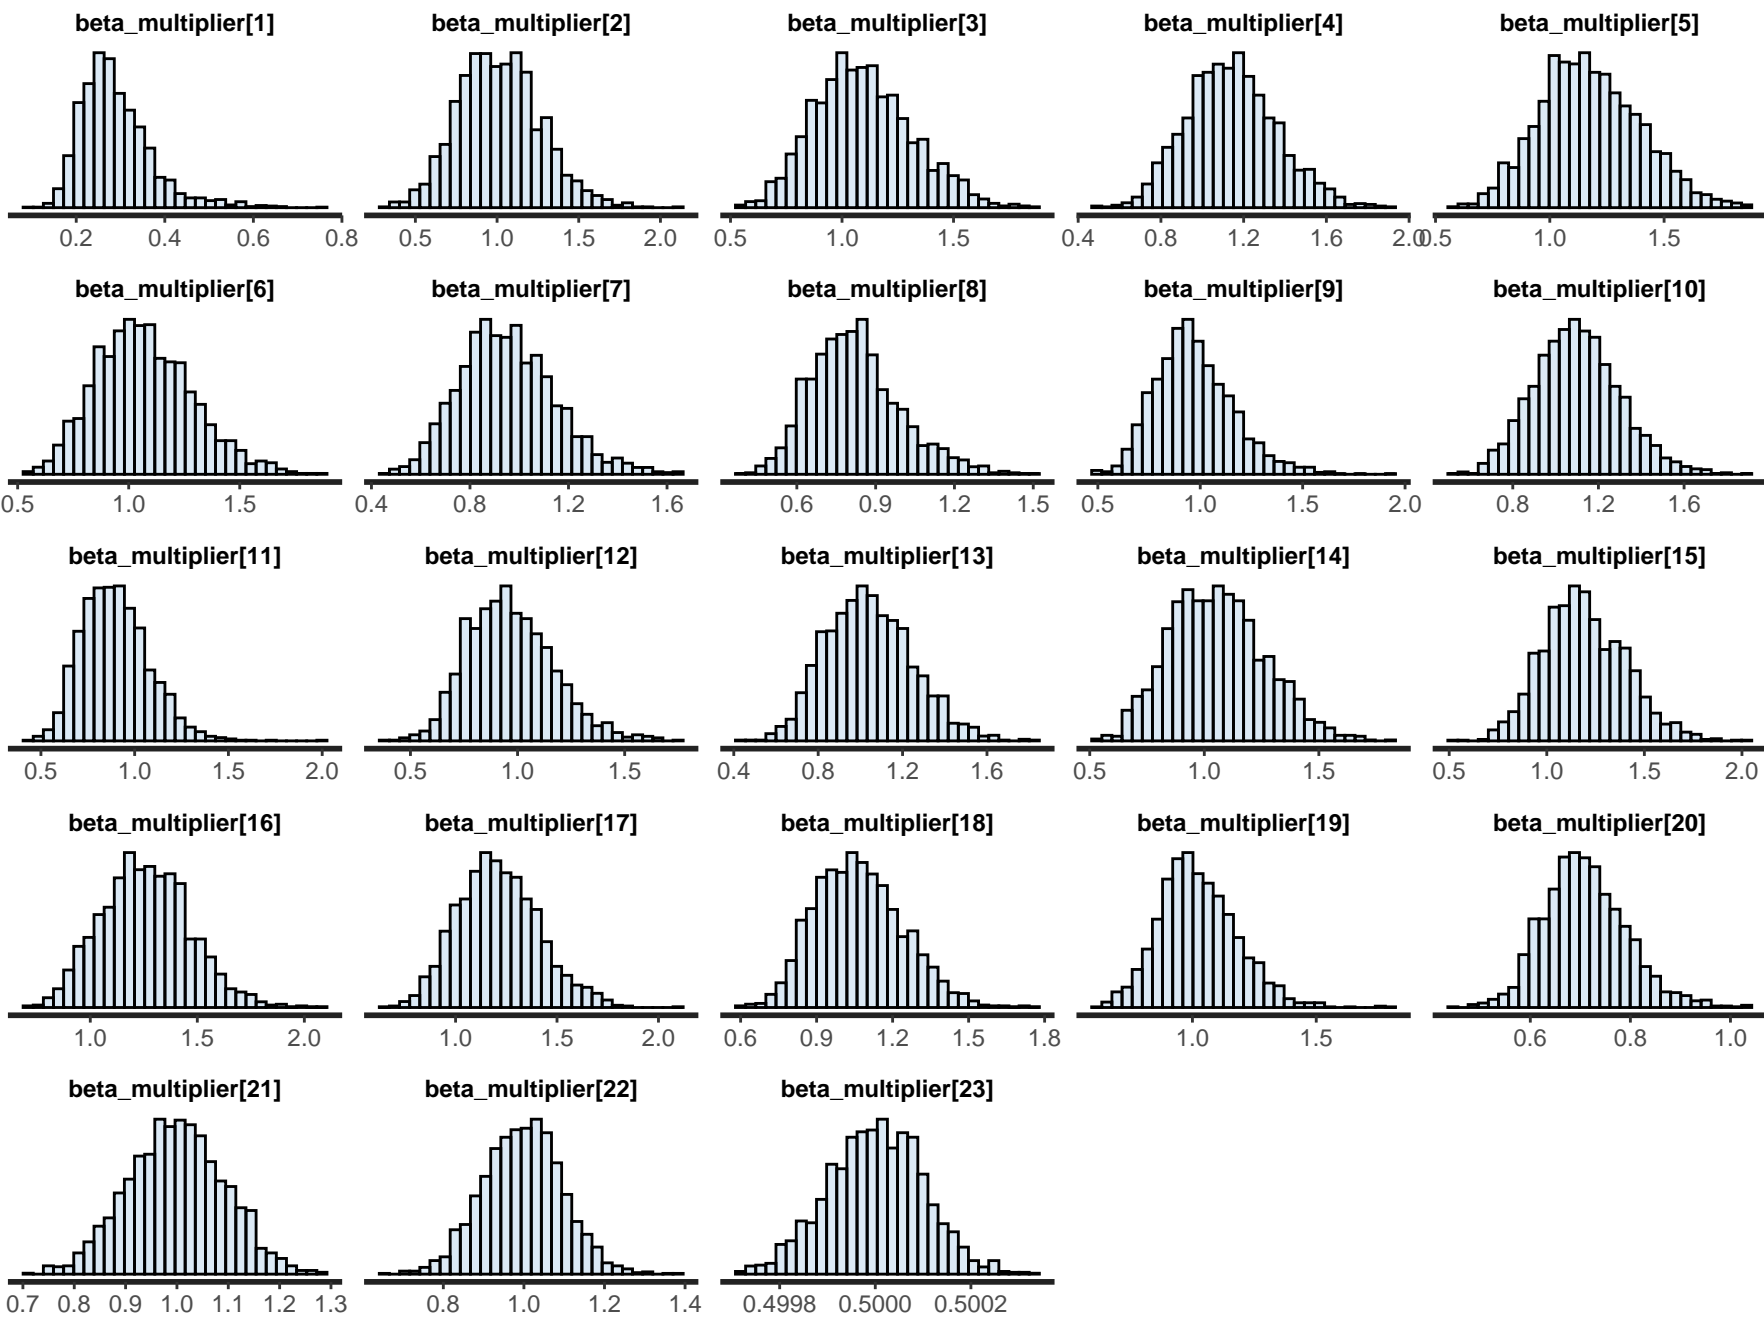 beta_multiplier[1] beta_multiplier[2] beta_multiplier[3] beta_multiplier[4] beta_multiplier[5]
0.2 0.4 0.6 0.8 0.5 1.0 1.5 2.0 0.5 1.0 1.5 0.4 0.8 1.2 1.6 2.0 0.5 1.0 1.5
beta_multiplier[6] beta_multiplier[7] beta_multiplier[8] beta_multiplier[9] beta_multiplier[10]
0.5 1.0 1.5 0.4 0.8 1.2 1.6 0.6 0.9 1.2 1.5 0.5 1.0 1.5 2.0 0.8 1.2 1.6
beta_multiplier[11] beta_multiplier[12] beta_multiplier[13] beta_multiplier[14] beta_multiplier[15]
0.5 1.0 1.5 2.0 0.5 1.0 1.5 0.4 0.8 1.2 1.6 0.5 1.0 1.5 0.5 1.0 1.5 2.0
beta_multiplier[16] beta_multiplier[17] beta_multiplier[18] beta_multiplier[19] beta_multiplier[20]
1.0 1.5 2.0 1.0 1.5 2.0 0.6 0.9 1.2 1.5 1.8 1.0 1.5 0.6 0.8 1.0
beta_multiplier[21] beta_multiplier[22] beta_multiplier[23]
0.7 0.8 0.9 1.0 1.1 1.2 1.3 0.8 1.0 1.2 1.4 0.4998 0.5000 0.5002